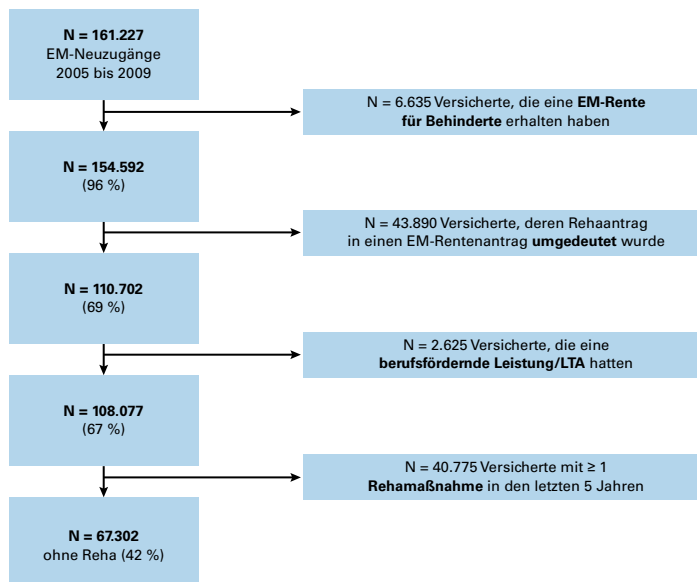 N = 161.227
EM-Neuzugänge
2005 bis 2009
N = 6.635 Versicherte, die eine EM-Rente
für Behinderte erhalten haben
N = 154.592
(96 %)
N = 43.890 Versicherte, deren Rehaantrag
in einen EM-Rentenantrag umgedeutet wurde
N = 110.702
(69 %)
N = 2.625 Versicherte, die eine
berufsfördernde Leistung/LTA hatten
N = 108.077
(67 %)
N = 40.775 Versicherte mit ≥ 1
Rehamaßnahme in den letzten 5 Jahren
N = 67.302
ohne Reha (42 %)